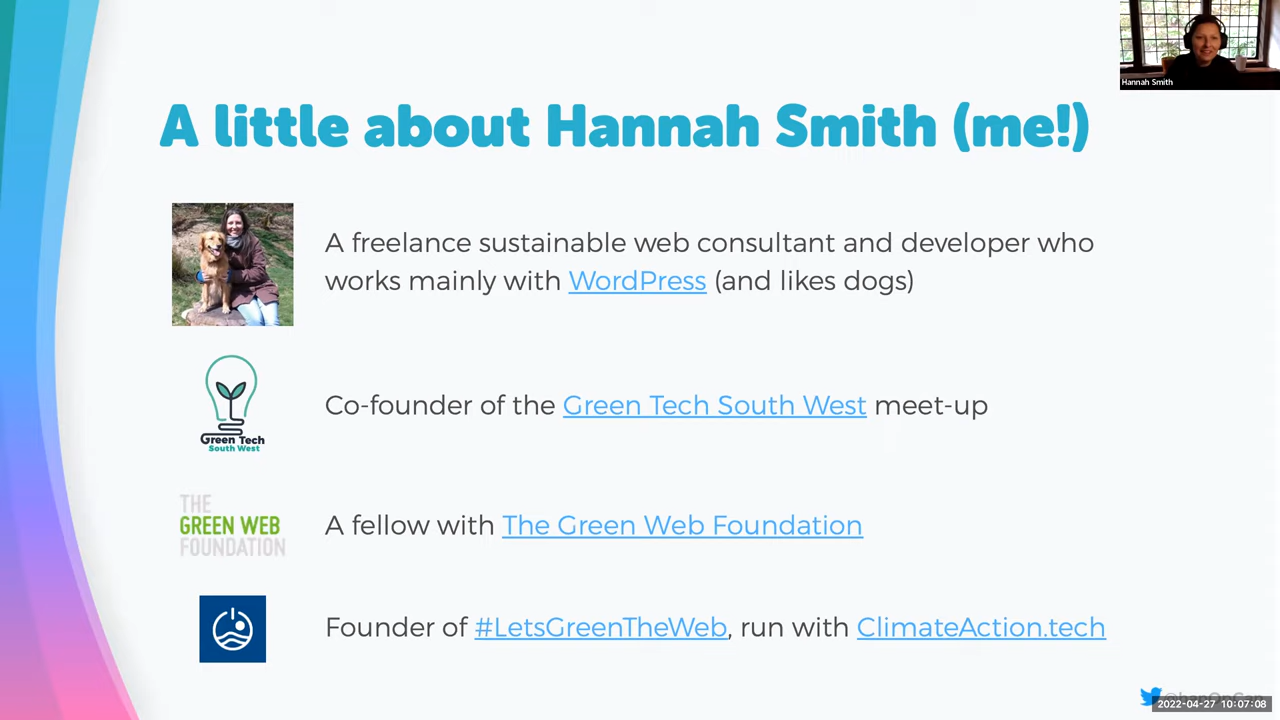 Hannah Smith
A little about Hannah Smith (me!)
A freelance sustainable web consultant and developer who
works mainly with WordPress (and likes dogs)
Green Tech
South West
Co-founder of the Green Tech South West meet-up
THE
GREEN WEB
FOUNDATION
A fellow with The Green Web Foundation
Founder of #LetsGreenTheWeb, run with ClimateAction.tech
2022-04-27 10:07:08